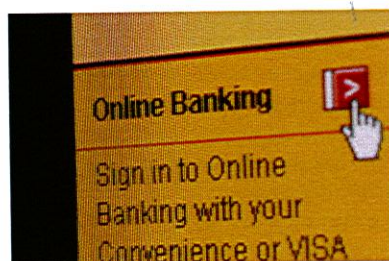 Online Banking >
Sign in to Online
Banking with your
Convenience or VISA